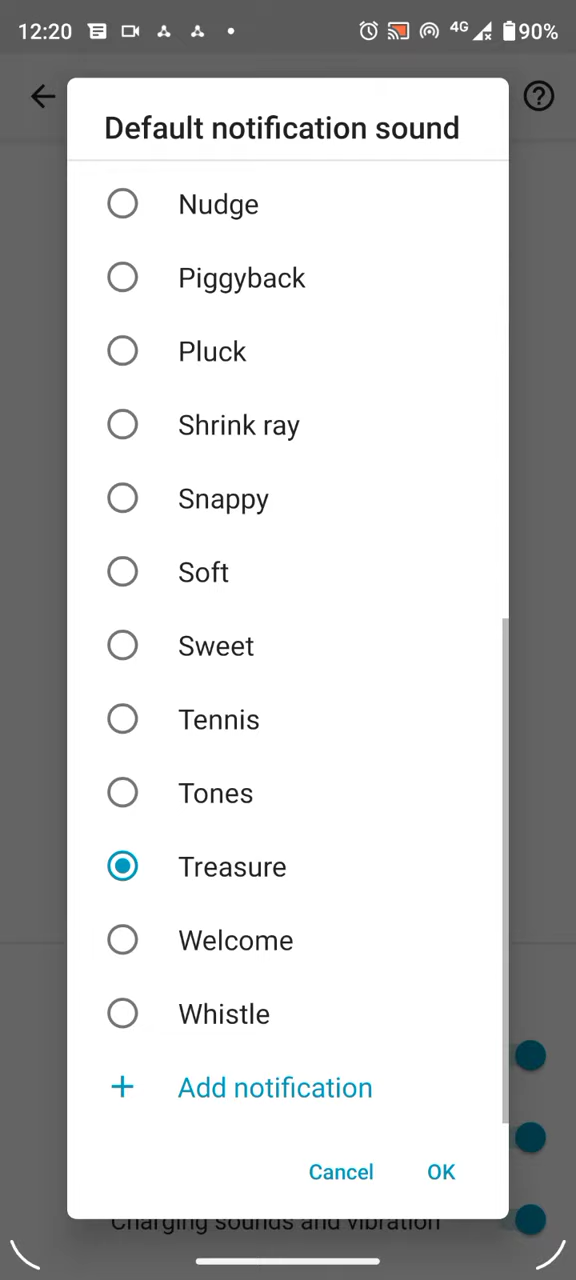 12:20
4G
90%
Default notification sound
Nudge
Piggyback
Pluck
Shrink ray
Snappy
Soft
Sweet
Tennis
Tones
Treasure
Welcome
Whistle
Add notification
Cancel OK
Charging sounds and vibration